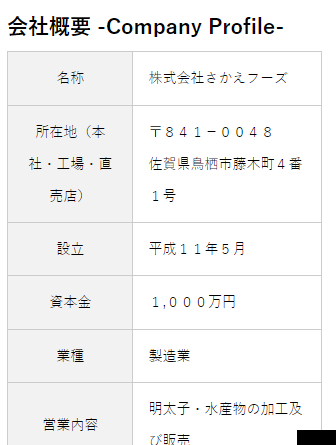 会社概要 -Company Profile-
名称
株式会社さかえフーズ
所在地（本
社・工場・直
売店）
〒８４１－００４８
佐賀県鳥栖市藤木町４番
１号
設立
平成１１年５月
資本金
１,０００万円
業種
製造業
営業内容
明太子・水産物の加工及
び販売